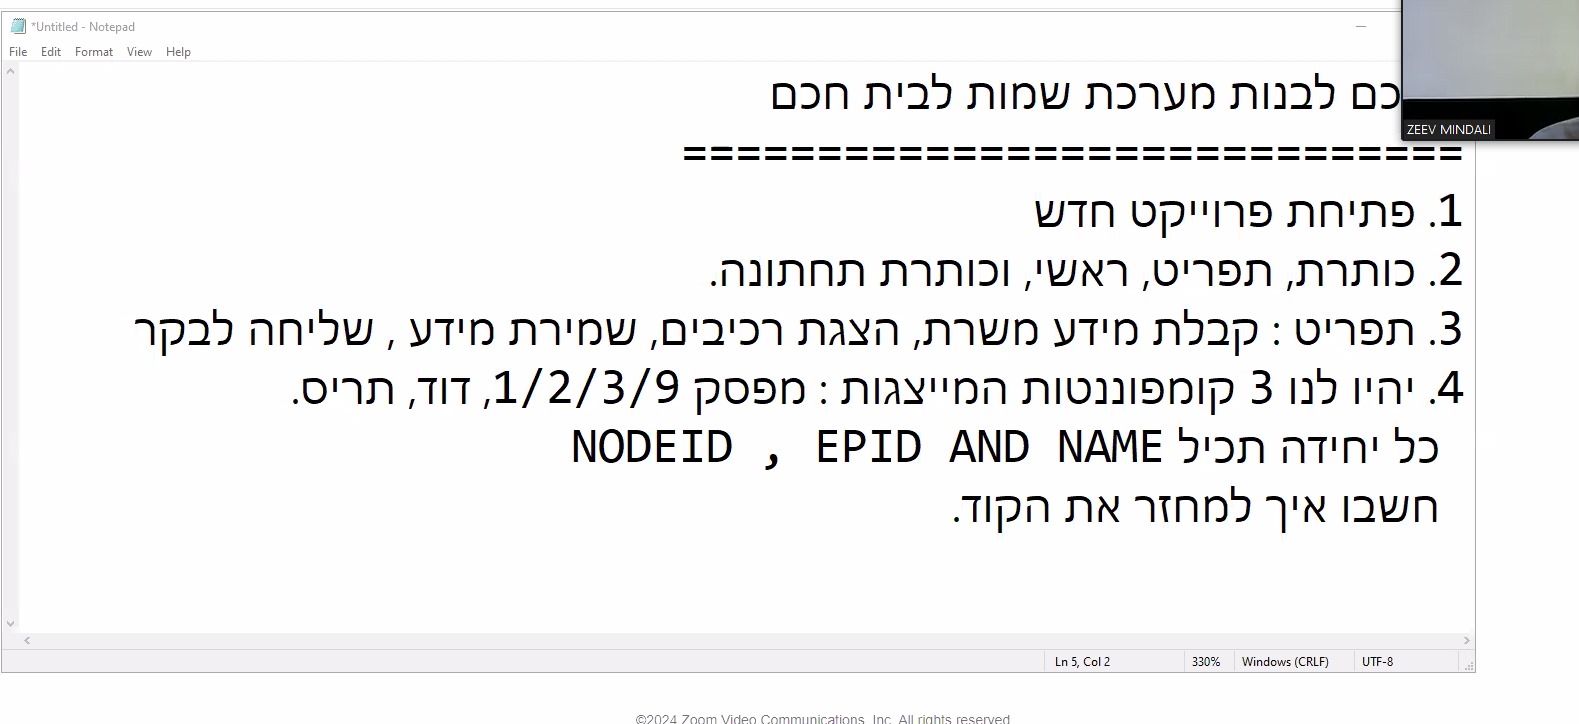 *Untitled - Notepad
File Edit Format View Help
ZEEV MINDALI
לבנות מערכת שמות לבית חכם
=============================
1. פתיחת פרוייקט חדש
2. כותרת, תפריט, ראשי, וכותרת תחתונה.
3. תפריט : קבלת מידע משרת, הצגת רכיבים, שמירת מידע , שליחה לבקר
4. יהיו לנו 3 קומפוננטות המייצגות : מפסק 1/2/3/9, דוד, תריס.
כל יחידה תכיל NODEID , EPID AND NAME
חשבו איך למחזר את הקוד.
Ln 5, Col 2 330% Windows (CRLF) UTF-8
©2024 Zoom Video Communications, Inc. All rights reserved